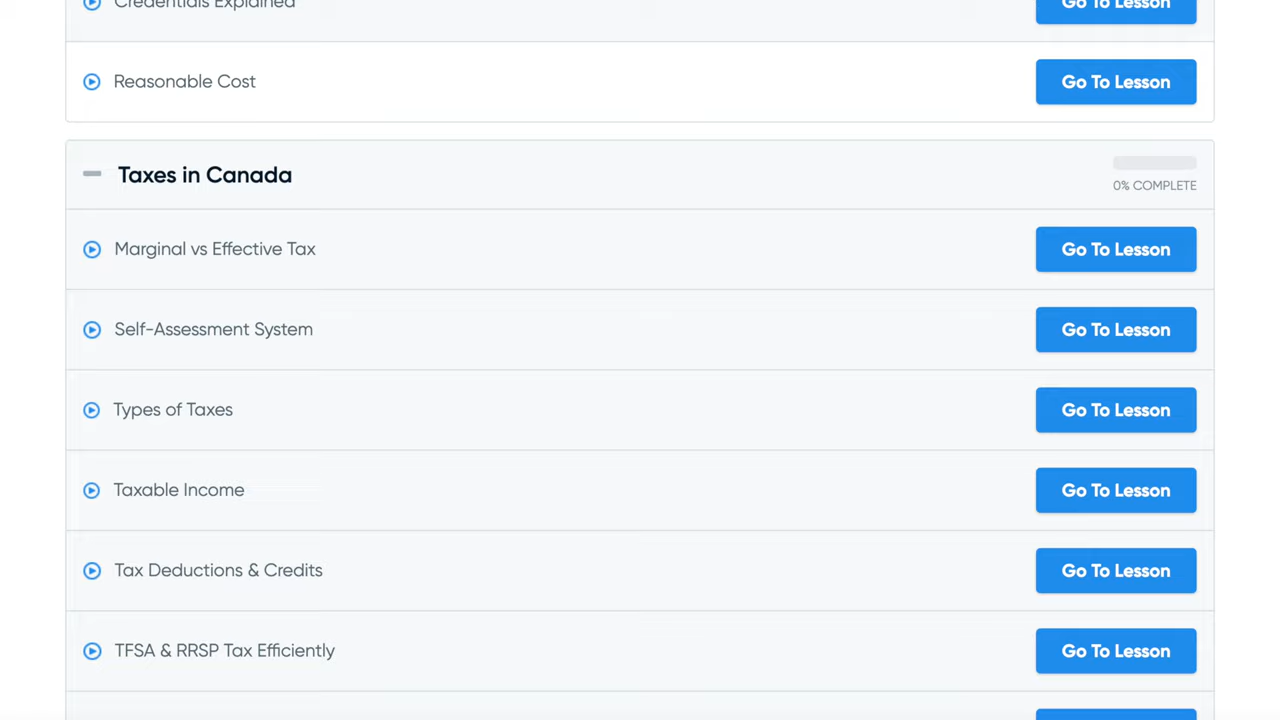 Credentials Explained
Go To Lesson
Reasonable Cost
Go To Lesson
Taxes in Canada
0% COMPLETE
Marginal vs Effective Tax
Go To Lesson
Self-Assessment System
Go To Lesson
Types of Taxes
Go To Lesson
Taxable Income
Go To Lesson
Tax Deductions & Credits
Go To Lesson
TFSA & RRSP Tax Efficiently
Go To Lesson